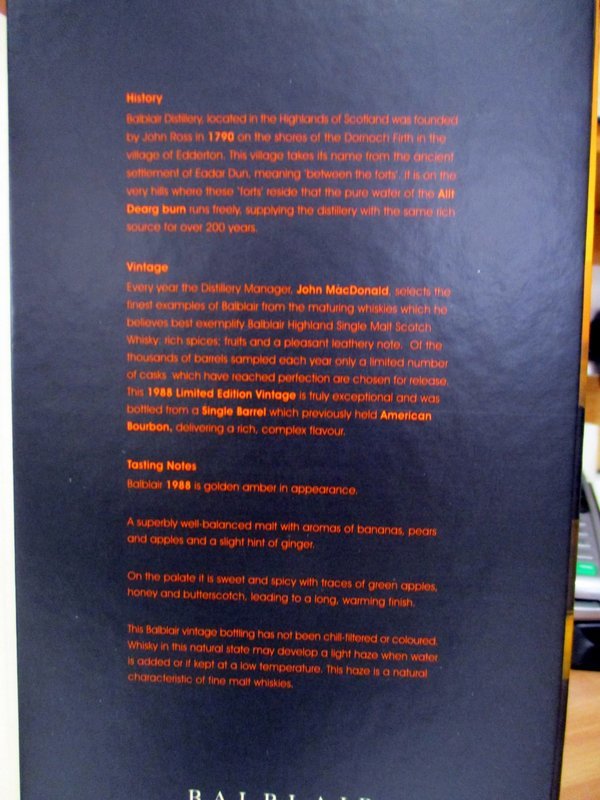 History
Balblair Distillery, located in the Highlands of Scotland was founded
by John Ross in 1790 on the shores of the Dornoch Firth in the
village of Edderton. This village takes its name from the ancient
settlement of Eadar Dun, meaning 'between the forts'. It is on the
very hills where these 'forts' reside that the pure water of the Allt
Dearg burn runs freely, supplying the distillery with the same rich
source for over 200 years.
Vintage
Every year the Distillery Manager, John MacDonald, selects the
finest examples of Balblair from the maturing whiskies which he
believes best exemplify Balblair Highland Single Malt Scotch
Whisky: rich spices; fruits and a pleasant leathery note. Of the
thousands of barrels sampled each year only a limited number
of casks which have reached perfection are chosen for release.
This 1988 Limited Edition Vintage is truly exceptional and was
bottled from a Single Barrel which previously held American
Bourbon, delivering a rich, complex flavour.
Tasting Notes
Balblair 1988 is golden amber in appearance.
A superbly well-balanced malt with aromas of bananas, pears
and apples and a slight hint of ginger.
On the palate it is sweet and spicy with traces of green apples,
honey and butterscotch, leading to a long, warming finish.
This Balblair vintage bottling has not been chill-filtered or coloured.
Whisky in this natural state may develop a light haze when water
is added or if kept at a low temperature. This haze is a natural
characteristic of fine malt whiskies.
BALBLAIR